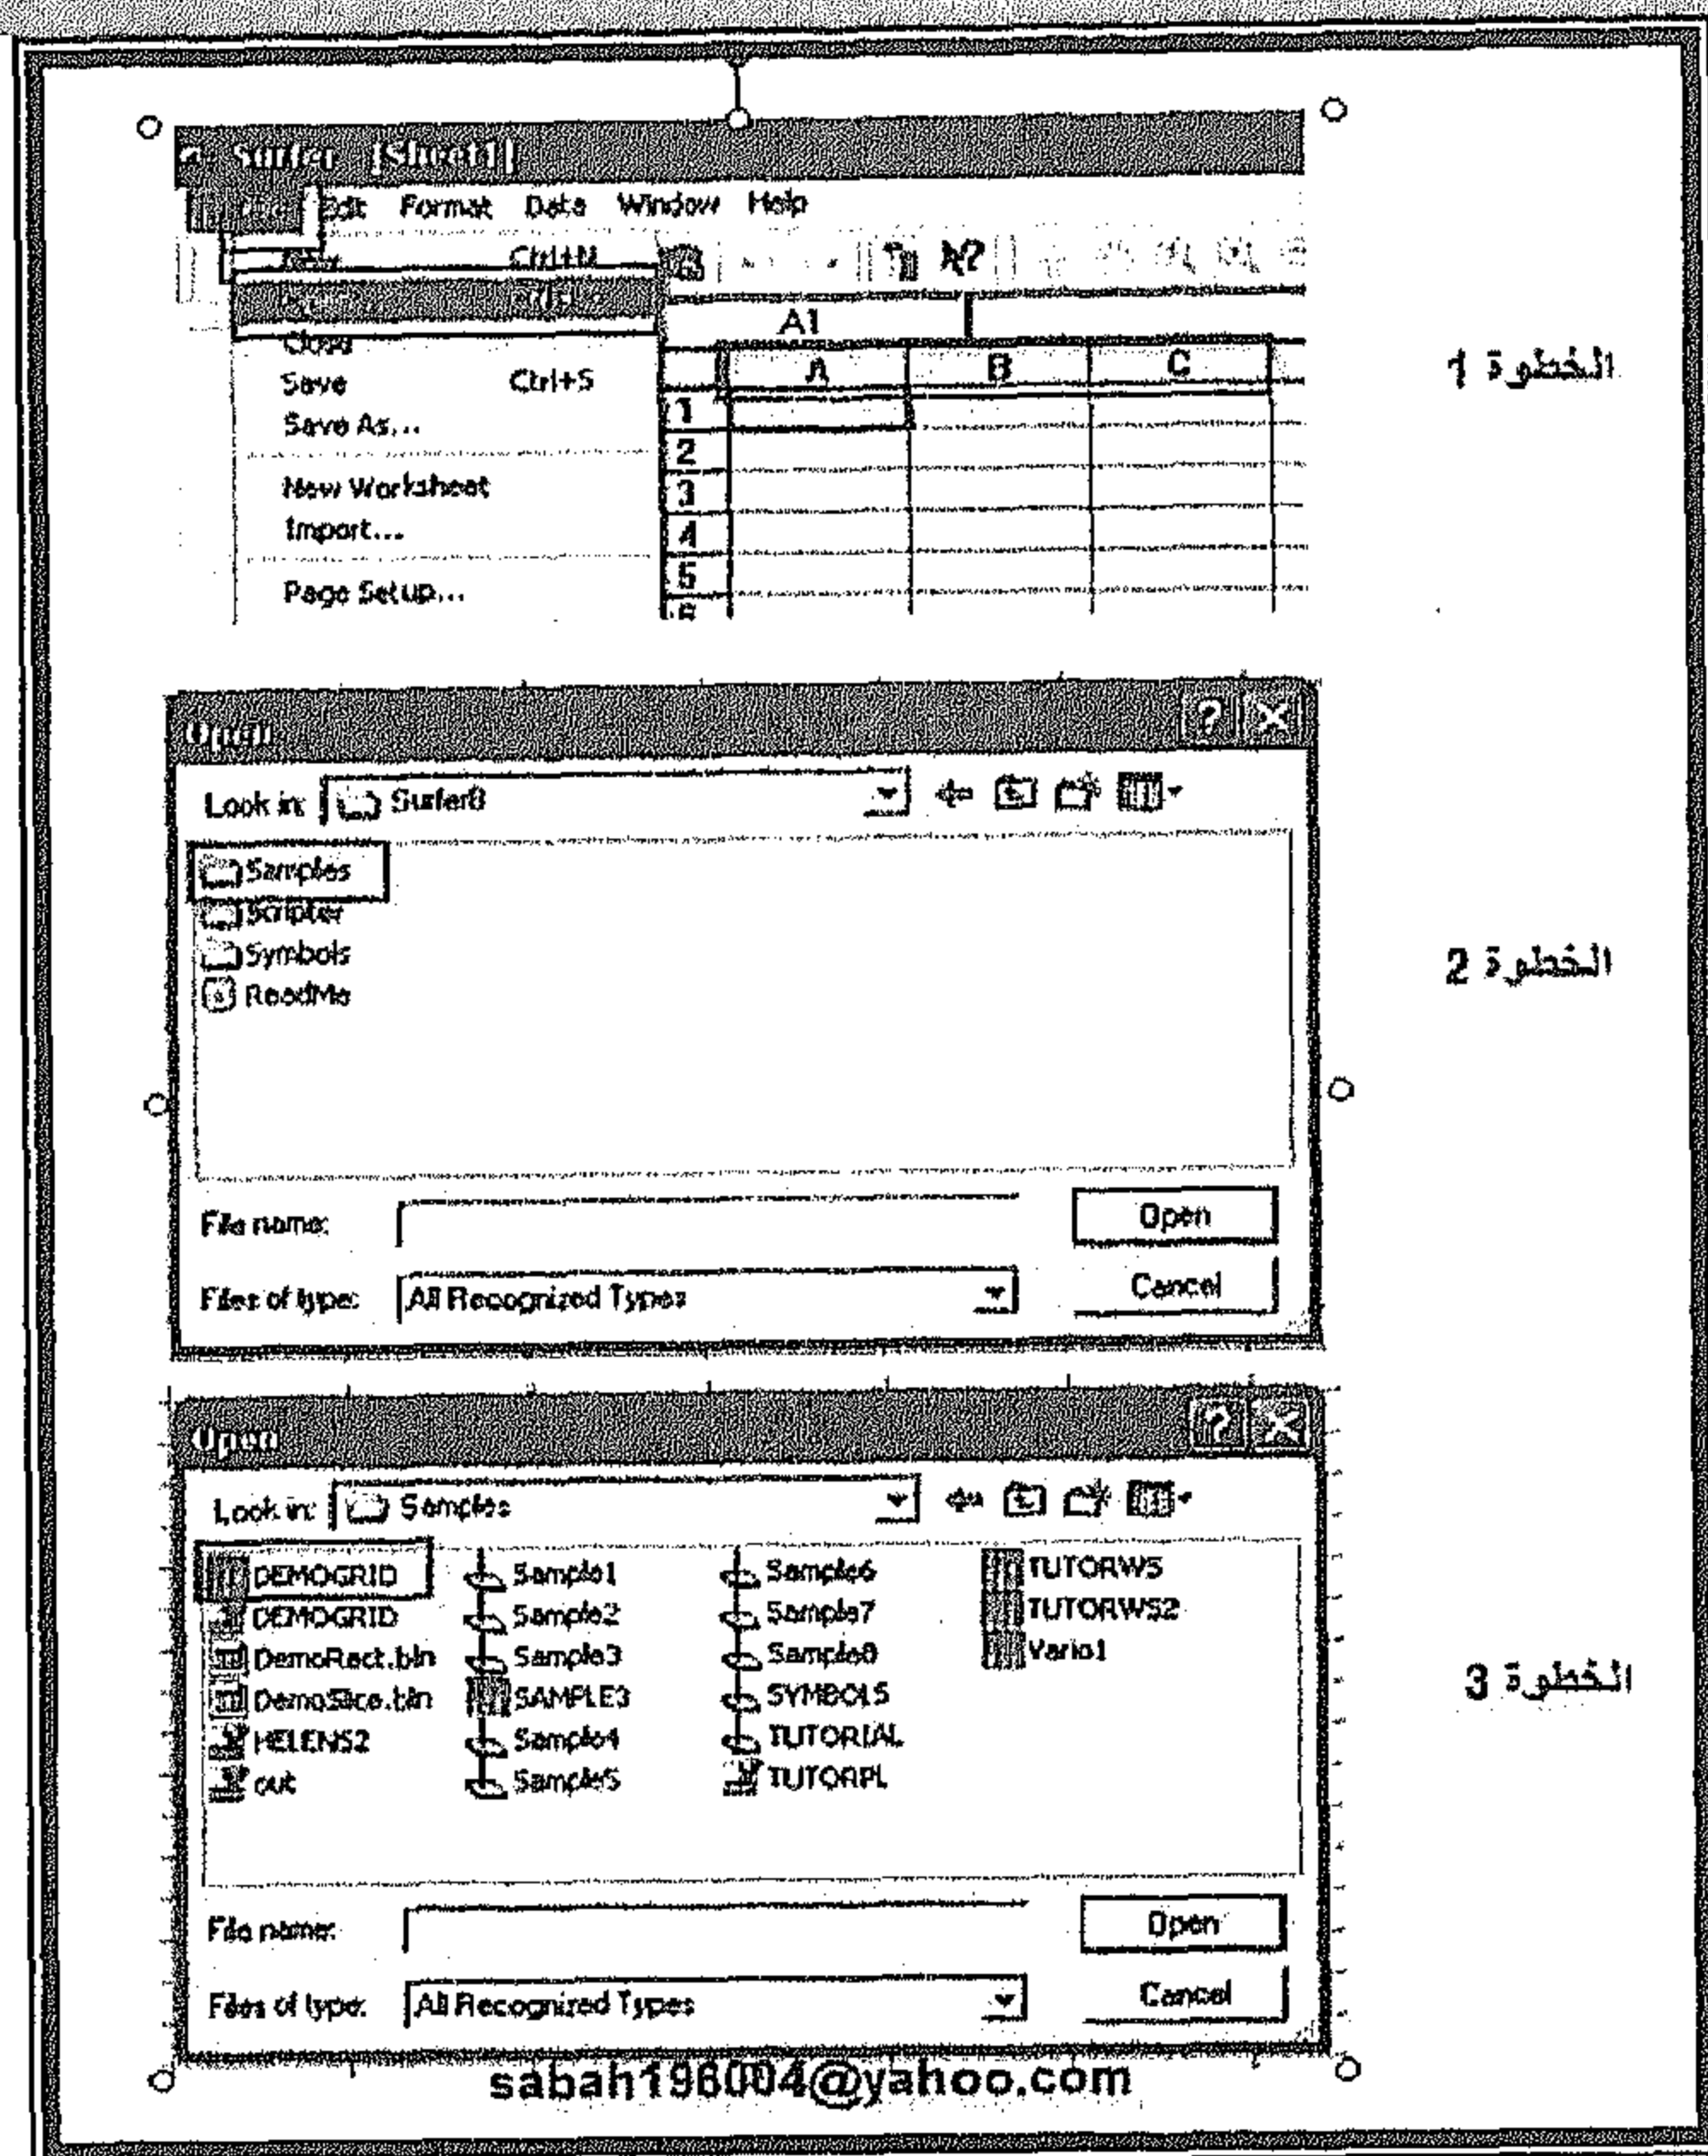 Surfer - [Sheet1]
Edit Format Data Window Help
New Ctrl+N
Close
Save Ctrl+S
Save As...
New Worksheet
Import...
Page Setup...
A1
A B C
1
2
3
4
5
6
الخطوة 1
Open
Look in: Surfer8
Samples
Scripter
Symbols
ReadMe
File name:
Open
Files of type: All Recognized Types
Cancel
الخطوة 2
Open
Look in: Samples
DEMOGRID Sample1 Sample6 TUTORWS
DEMOGRID Sample2 Sample7 TUTORWS2
DemoRect.bln Sample3 Sample8 Vario1
DemoSlice.bln SAMPLE3 SYMBOLS
HELENS2 Sample4 TUTORIAL
out Sample5 TUTORPL
File name:
Open
Files of type: All Recognized Types
Cancel
الخطوة 3
sabah196004@yahoo.com